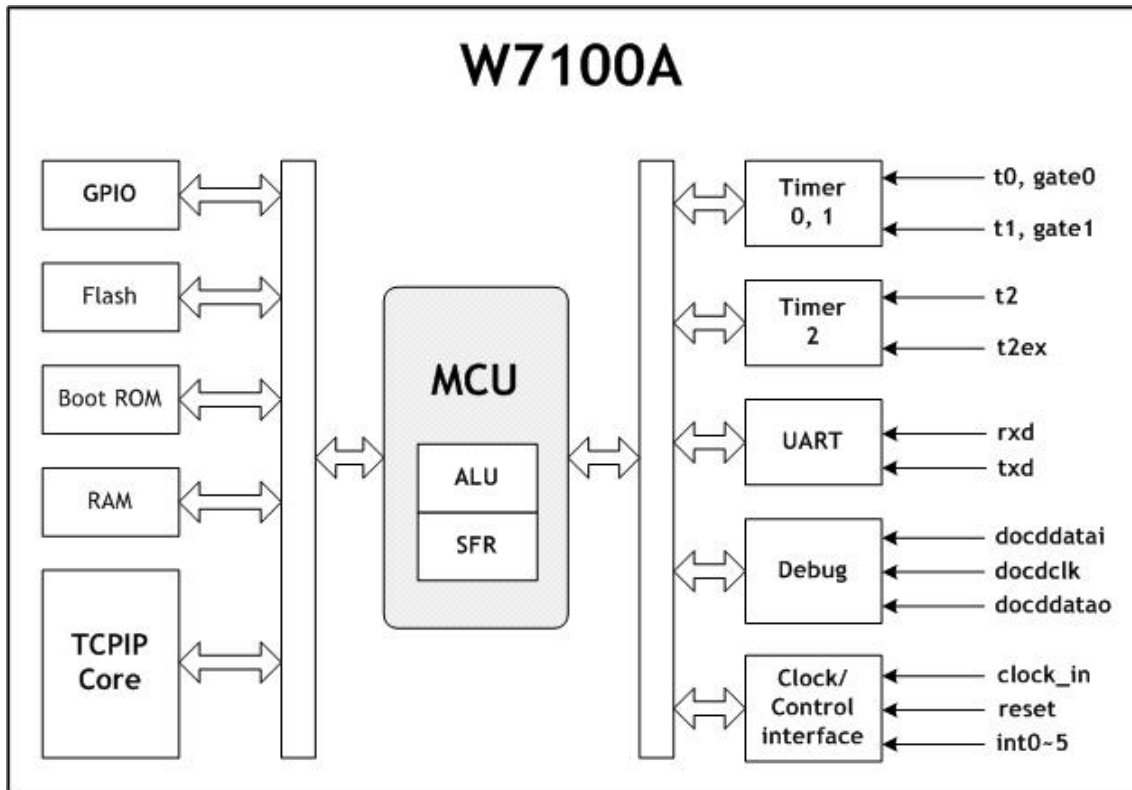 W7100A
GPIO
Flash
Boot ROM
RAM
TCPIP
Core
MCU
ALU
SFR
Timer
0, 1
t0, gate0
t1, gate1
Timer
2
t2
t2ex
UART
rxd
txd
Debug
docddatai
docdclk
docddatao
Clock/
Control
interface
clock_in
reset
int0~5